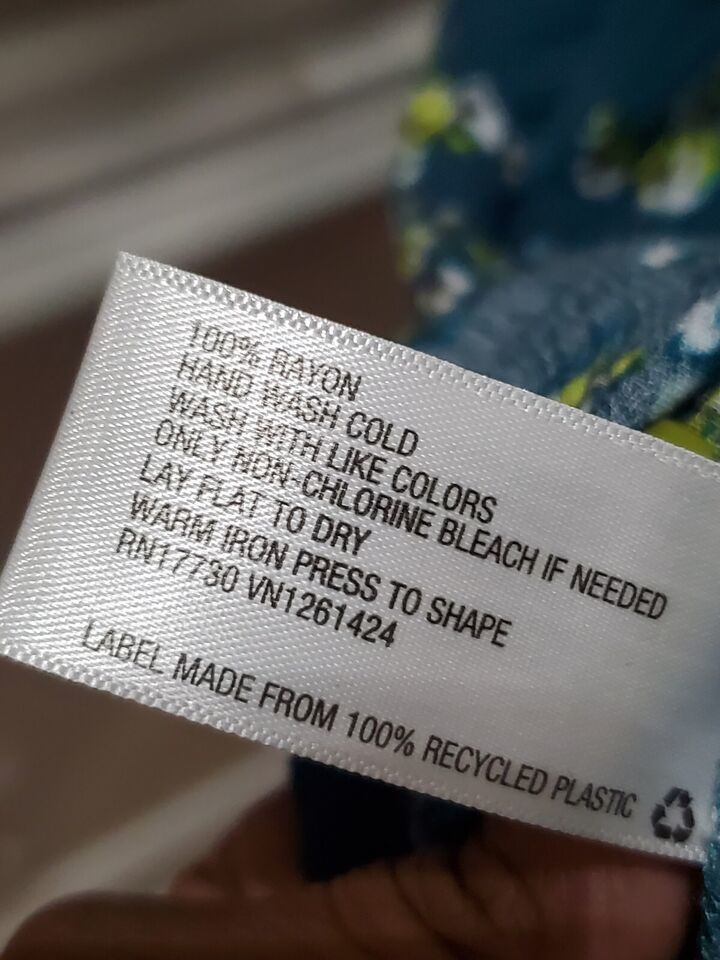 100% RAYON
HAND WASH COLD
WASH WITH LIKE COLORS
ONLY NON-CHLORINE BLEACH IF NEEDED
LAY FLAT TO DRY
WARM IRON PRESS TO SHAPE
RN17730 VN1261424
LABEL MADE FROM 100% RECYCLED PLASTIC